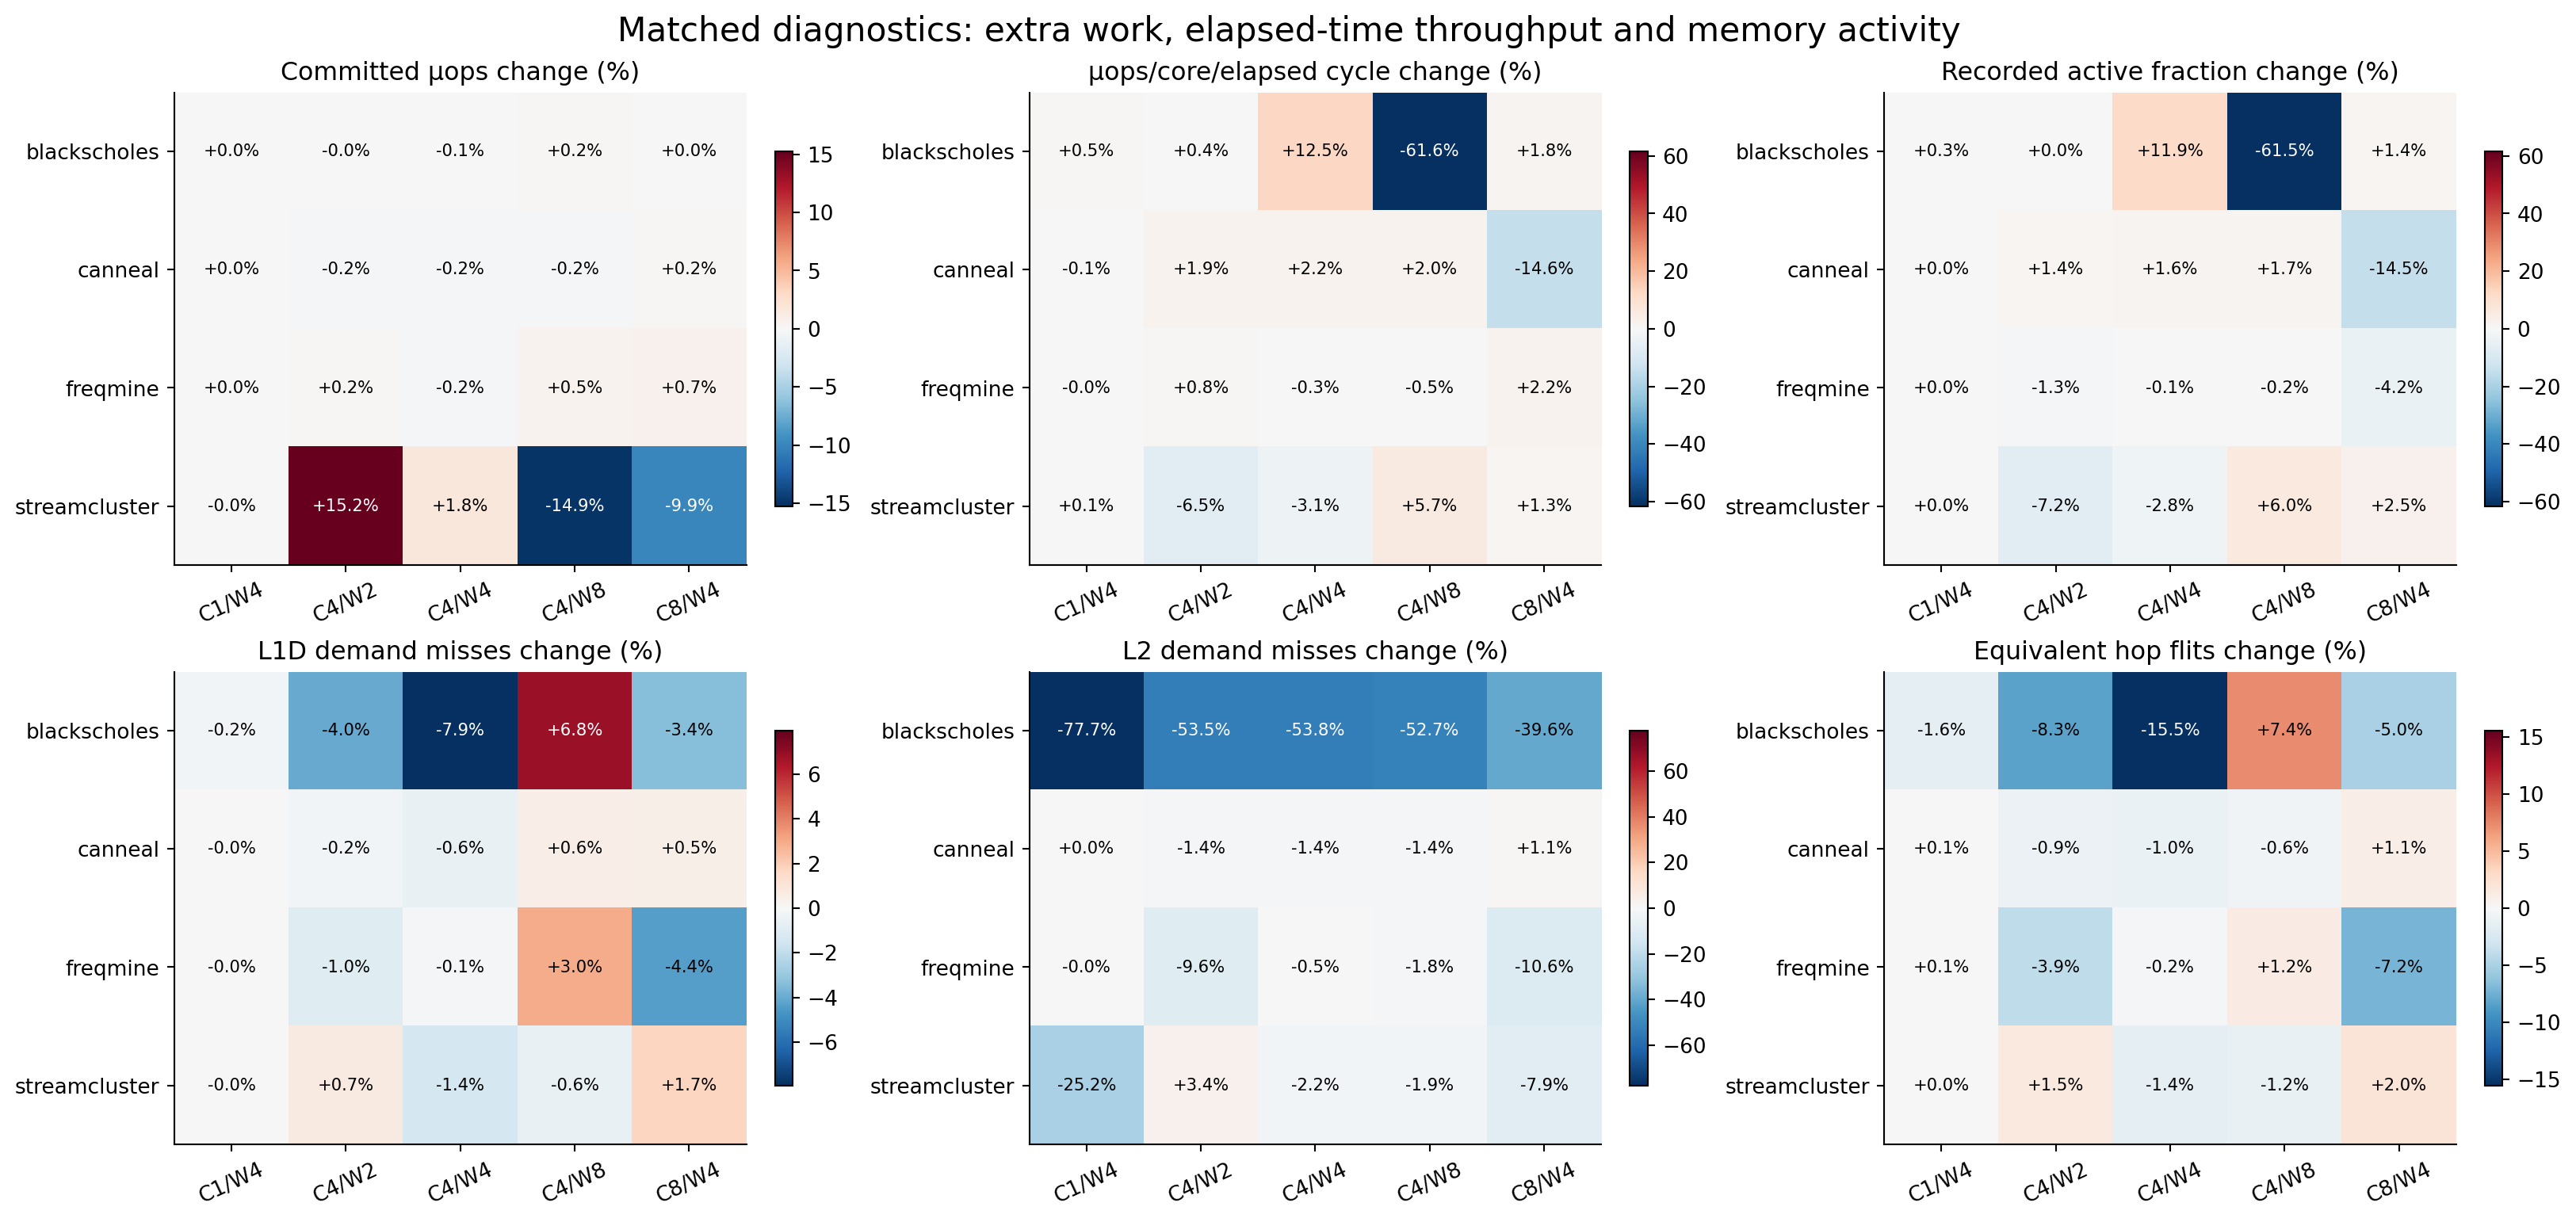 Matched diagnostics: extra work, elapsed-time throughput and memory activity
Committed µops change (%)
blackscholes +0.0% -0.0% -0.1% +0.2% +0.0%
canneal +0.0% -0.2% -0.2% -0.2% +0.2%
freqmine +0.0% +0.2% -0.2% +0.5% +0.7%
streamcluster -0.0% +15.2% +1.8% -14.9% -9.9%
C1/W4 C4/W2 C4/W4 C4/W8 C8/W4
15
10
5
0
−5
−10
−15
µops/core/elapsed cycle change (%)
blackscholes +0.5% +0.4% +12.5% -61.6% +1.8%
canneal -0.1% +1.9% +2.2% +2.0% -14.6%
freqmine -0.0% +0.8% -0.3% -0.5% +2.2%
streamcluster +0.1% -6.5% -3.1% +5.7% +1.3%
C1/W4 C4/W2 C4/W4 C4/W8 C8/W4
60
40
20
0
−20
−40
−60
Recorded active fraction change (%)
blackscholes +0.3% +0.0% +11.9% -61.5% +1.4%
canneal +0.0% +1.4% +1.6% +1.7% -14.5%
freqmine +0.0% -1.3% -0.1% -0.2% -4.2%
streamcluster +0.0% -7.2% -2.8% +6.0% +2.5%
C1/W4 C4/W2 C4/W4 C4/W8 C8/W4
60
40
20
0
−20
−40
−60
L1D demand misses change (%)
blackscholes -0.2% -4.0% -7.9% +6.8% -3.4%
canneal -0.0% -0.2% -0.6% +0.6% +0.5%
freqmine -0.0% -1.0% -0.1% +3.0% -4.4%
streamcluster -0.0% +0.7% -1.4% -0.6% +1.7%
C1/W4 C4/W2 C4/W4 C4/W8 C8/W4
6
4
2
0
−2
−4
−6
L2 demand misses change (%)
blackscholes -77.7% -53.5% -53.8% -52.7% -39.6%
canneal +0.0% -1.4% -1.4% -1.4% +1.1%
freqmine -0.0% -9.6% -0.5% -1.8% -10.6%
streamcluster -25.2% +3.4% -2.2% -1.9% -7.9%
C1/W4 C4/W2 C4/W4 C4/W8 C8/W4
60
40
20
0
−20
−40
−60
Equivalent hop flits change (%)
blackscholes -1.6% -8.3% -15.5% +7.4% -5.0%
canneal +0.1% -0.9% -1.0% -0.6% +1.1%
freqmine +0.1% -3.9% -0.2% +1.2% -7.2%
streamcluster +0.0% +1.5% -1.4% -1.2% +2.0%
C1/W4 C4/W2 C4/W4 C4/W8 C8/W4
15
10
5
0
−5
−10
−15